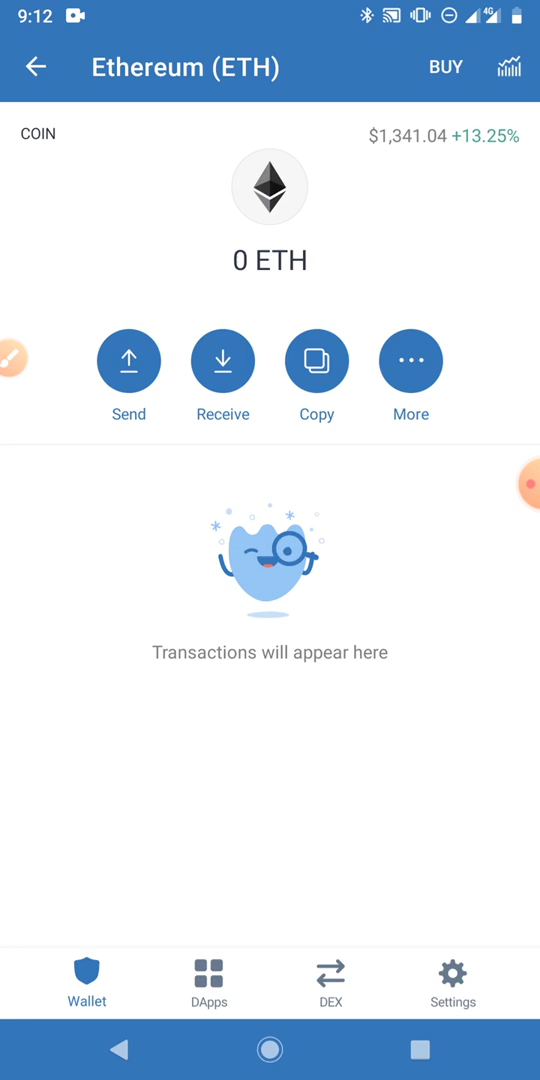 9:12
4G
Ethereum (ETH)
BUY
COIN
$1,341.04 +13.25%
0 ETH
Send
Receive
Copy
More
Transactions will appear here
Wallet
DApps
DEX
Settings